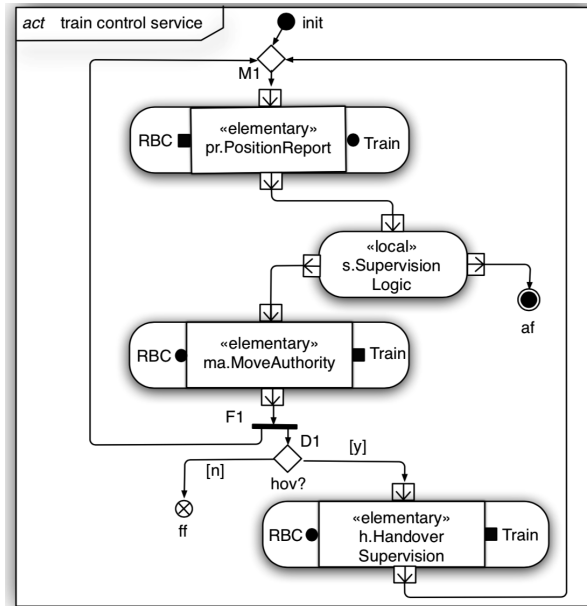 act train control service
init
M1
«elementary»
pr.PositionReport
RBC
Train
«local»
s.Supervision
Logic
af
«elementary»
ma.MoveAuthority
RBC
Train
F1
D1
[n]
[y]
hov?
ff
«elementary»
h.Handover
Supervision
RBC
Train